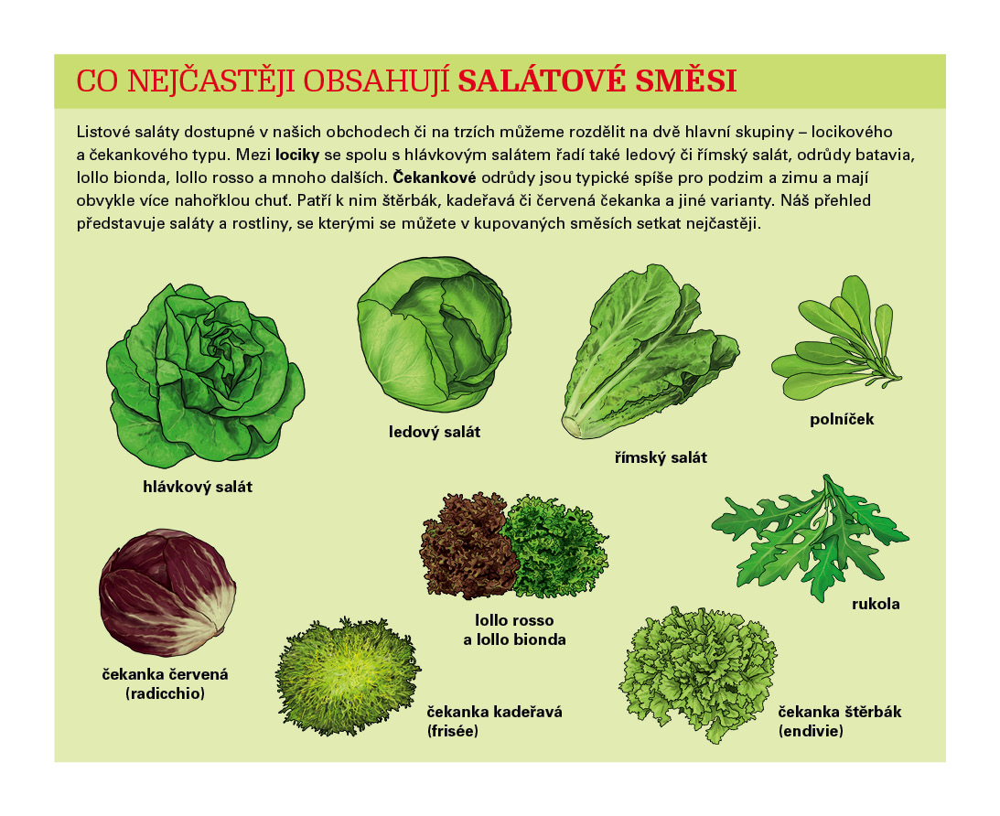 CO NEJČASTĚJI OBSAHUJÍ SALÁTOVÉ SMĚSI
Listové saláty dostupné v našich obchodech či na trzích můžeme rozdělit na dvě hlavní skupiny – locikového
a čekankového typu. Mezi lociky se spolu s hlávkovým salátem řadí také ledový či římský salát, odrůdy batavia,
lollo bionda, lollo rosso a mnoho dalších. Čekankové odrůdy jsou typické spíše pro podzim a zimu a mají
obvykle více nahořklou chuť. Patří k nim štěrbák, kadeřavá či červená čekanka a jiné varianty. Náš přehled
představuje saláty a rostliny, se kterými se můžete v kupovaných směsích setkat nejčastěji.
hlávkový salát
ledový salát
římský salát
polníček
čekanka červená
(radicchio)
lollo rosso
a lollo bionda
rukola
čekanka kadeřavá
(frisée)
čekanka štěrbák
(endivie)